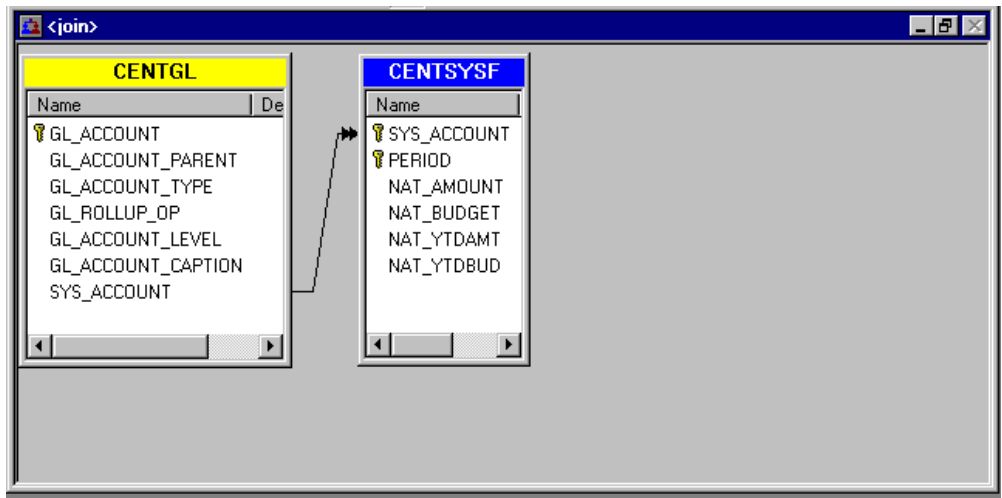 <join>
CENTGL
Name De
GL_ACCOUNT
GL_ACCOUNT_PARENT
GL_ACCOUNT_TYPE
GL_ROLLUP_OP
GL_ACCOUNT_LEVEL
GL_ACCOUNT_CAPTION
SYS_ACCOUNT
CENTSYSF
Name
SYS_ACCOUNT
PERIOD
NAT_AMOUNT
NAT_BUDGET
NAT_YTDAMT
NAT_YTDBUD